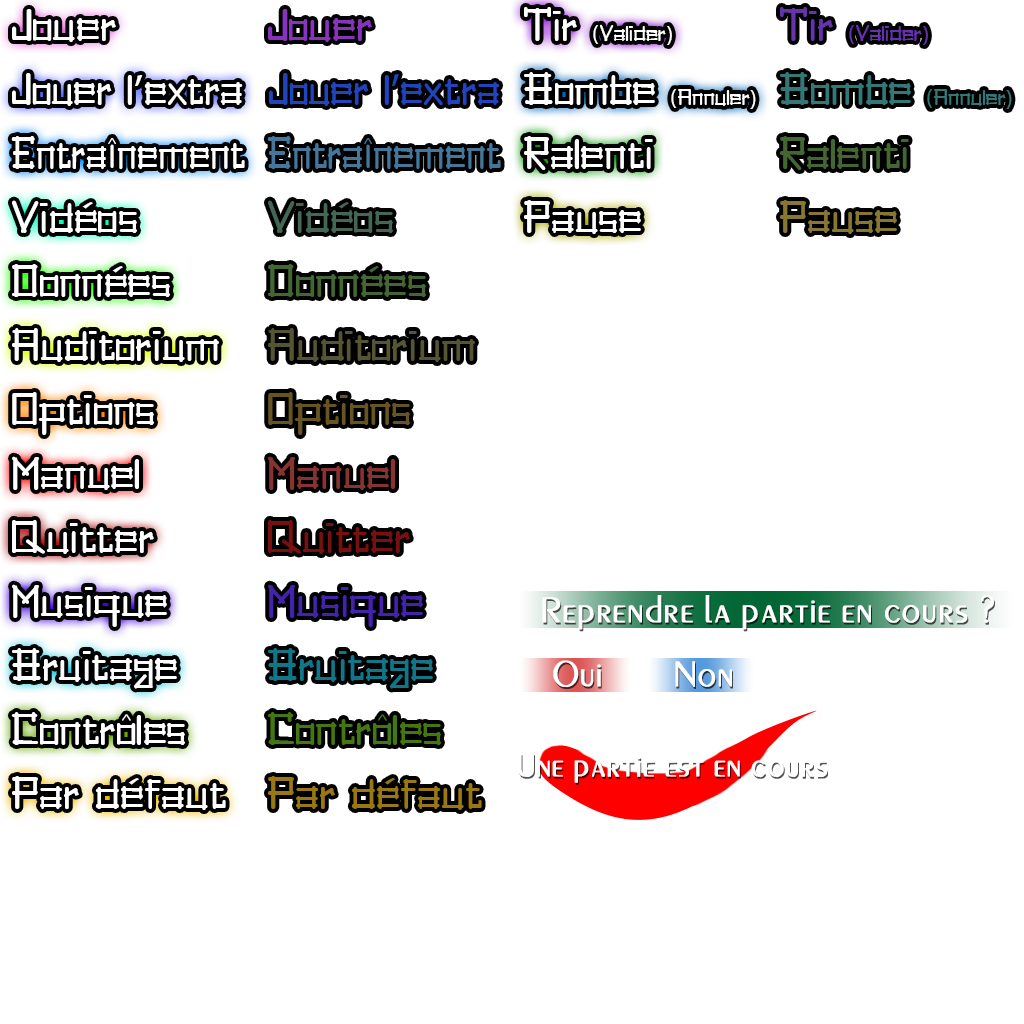 Jouer Jouer Tir (Valider) Tir (Valider)
Jouer l'extra Jouer l'extra Bombe (Annuler) Bombe (Annuler)
Entraînement Entraînement Ralenti Ralenti
Vidéos Vidéos Pause Pause
Données Données
Auditorium Auditorium
Options Options
Manuel Manuel
Quitter Quitter
Musique Musique
Reprendre la partie en cours ?
Bruitage Bruitage
Oui Non
Contrôles Contrôles
Une partie est en cours
Par défaut Par défaut